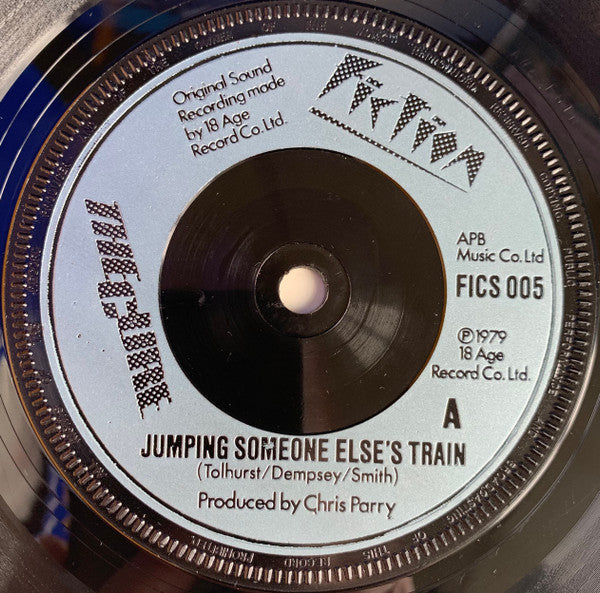 Original Sound
Recording made
by 18 Age
Record Co. Ltd.
Fiction
THE CURE
APB
Music Co. Ltd
FICS 005
℗ 1979
18 Age
Record Co. Ltd.
A
JUMPING SOMEONE ELSE'S TRAIN
(Tolhurst/Dempsey/Smith)
Produced by Chris Parry